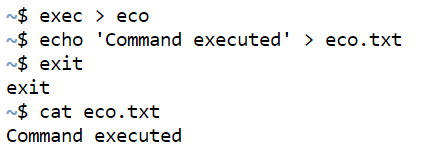 ~$ exec > eco
~$ echo 'Command executed' > eco.txt
~$ exit
exit
~$ cat eco.txt
Command executed